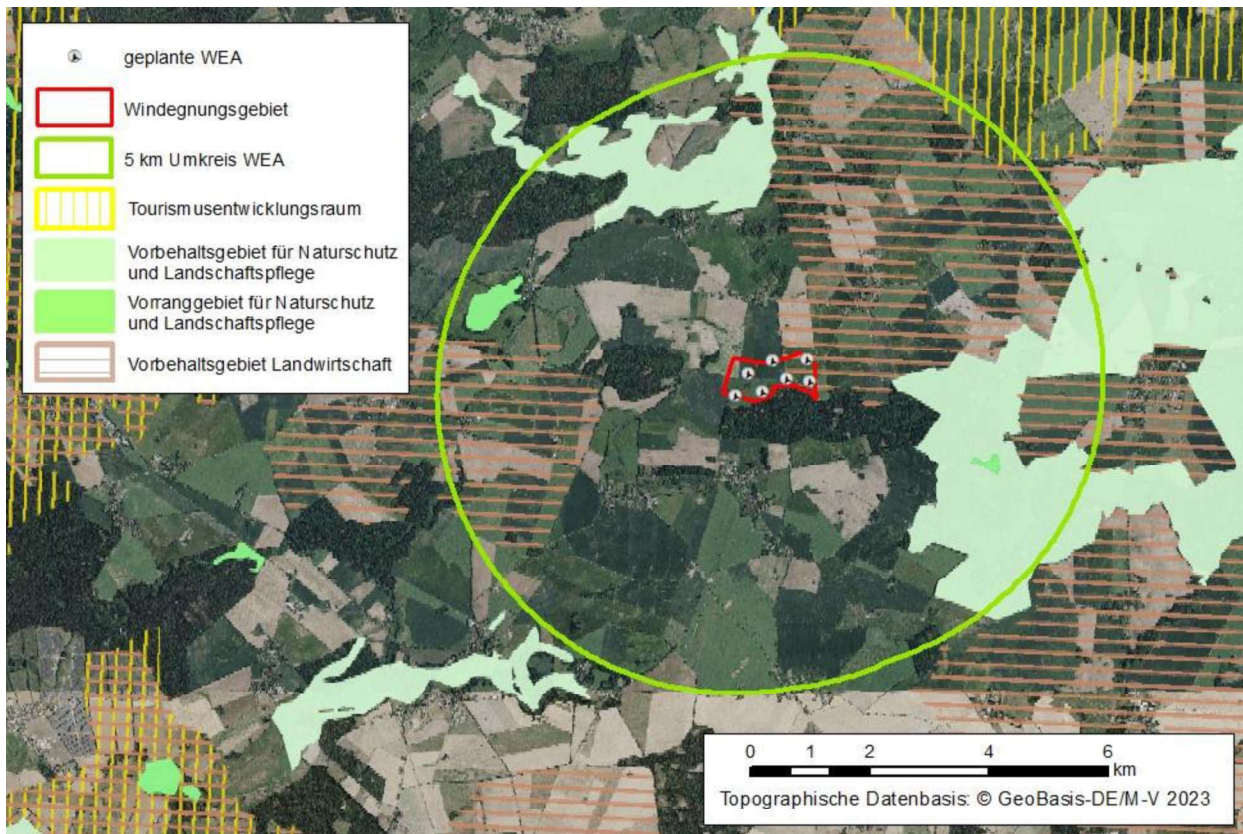 geplante WEA
Windegnungsgebiet
5 km Umkreis WEA
Tourismusentwicklungsraum
Vorbehaltsgebiet für Naturschutz
und Landschaftspflege
Vorranggebiet für Naturschutz
und Landschaftspflege
Vorbehaltsgebiet Landwirtschaft
0 1 2 4 6
km
Topographische Datenbasis: © GeoBasis-DE/M-V 2023